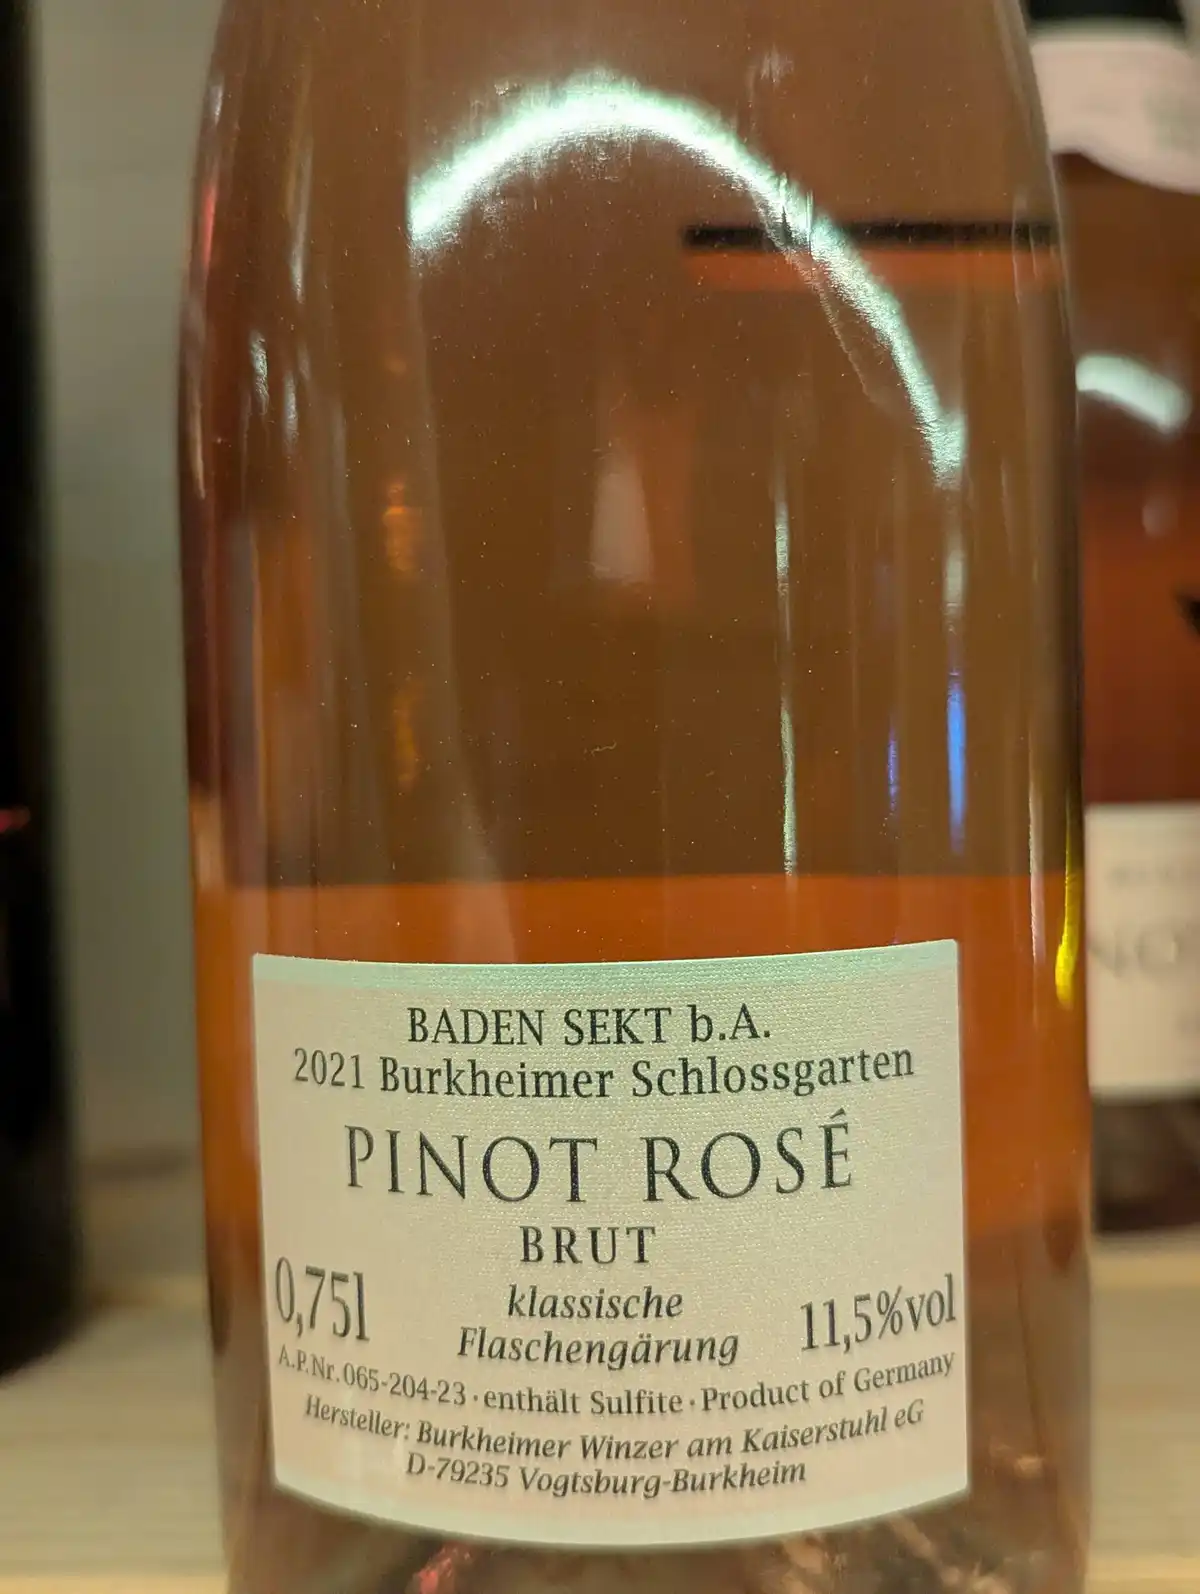 BADEN SEKT b.A.
2021 Burkheimer Schlossgarten
PINOT ROSÉ
BRUT
0,75l
klassische
Flaschengärung
11,5%vol
A.P.Nr.065-204-23·enthält Sulfite·Product of Germany
Hersteller: Burkheimer Winzer am Kaiserstuhl eG
D-79235 Vogtsburg-Burkheim